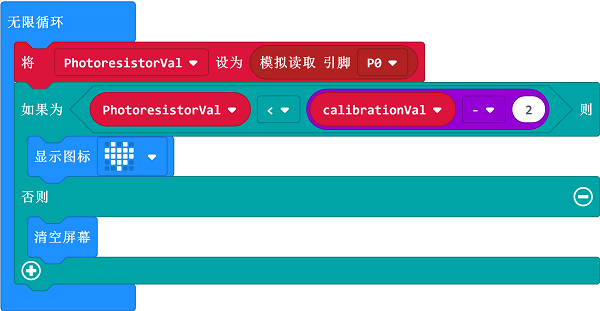 无限循环
将 PhotoresistorVal 设为 模拟读取 引脚 P0
如果为 PhotoresistorVal < calibrationVal - 2 则
显示图标
否则
清空屏幕